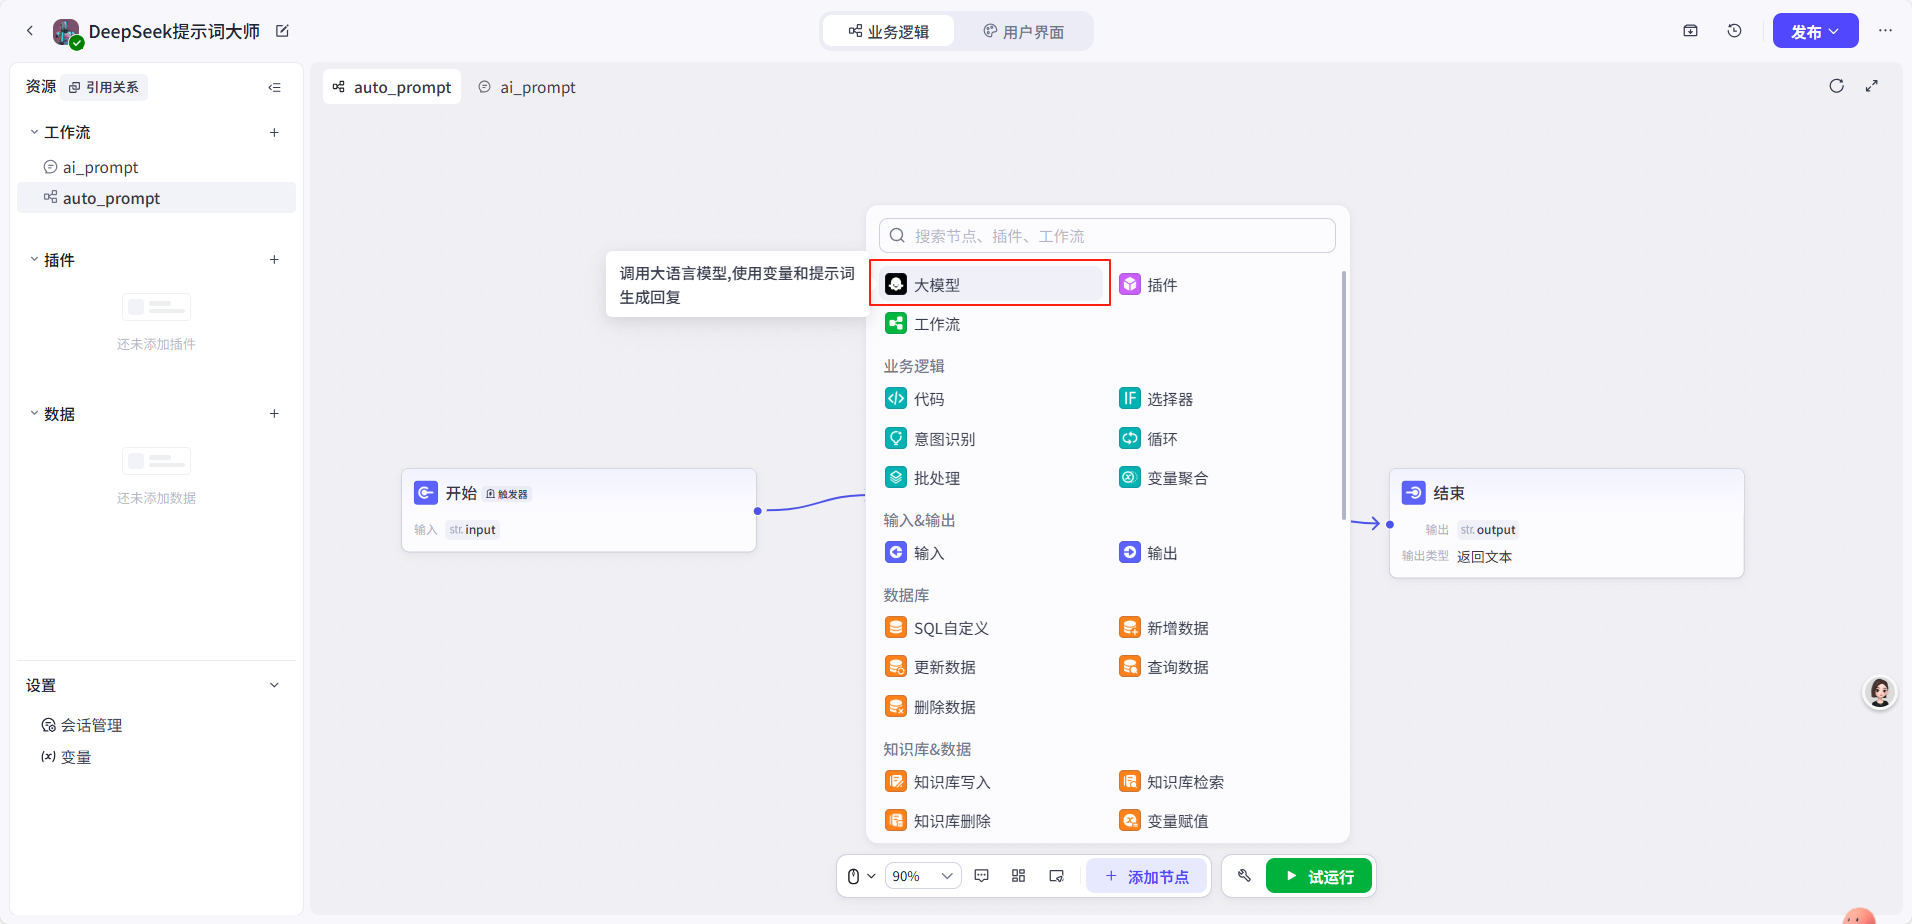 DeepSeek提示词大师
业务逻辑
用户界面
发布
资源
引用关系
工作流
ai_prompt
auto_prompt
插件
还未添加插件
数据
还未添加数据
设置
会话管理
(x) 变量
auto_prompt
ai_prompt
开始
触发器
输入 str. input
调用大语言模型,使用变量和提示词
生成回复
搜索节点、插件、工作流
大模型
插件
工作流
业务逻辑
代码
IF 选择器
意图识别
循环
批处理
变量聚合
输入&输出
输入
输出
数据库
SQL自定义
新增数据
更新数据
查询数据
删除数据
知识库&数据
知识库写入
知识库检索
知识库删除
变量赋值
结束
输出 str. output
输出类型 返回文本
90%
添加节点
试运行